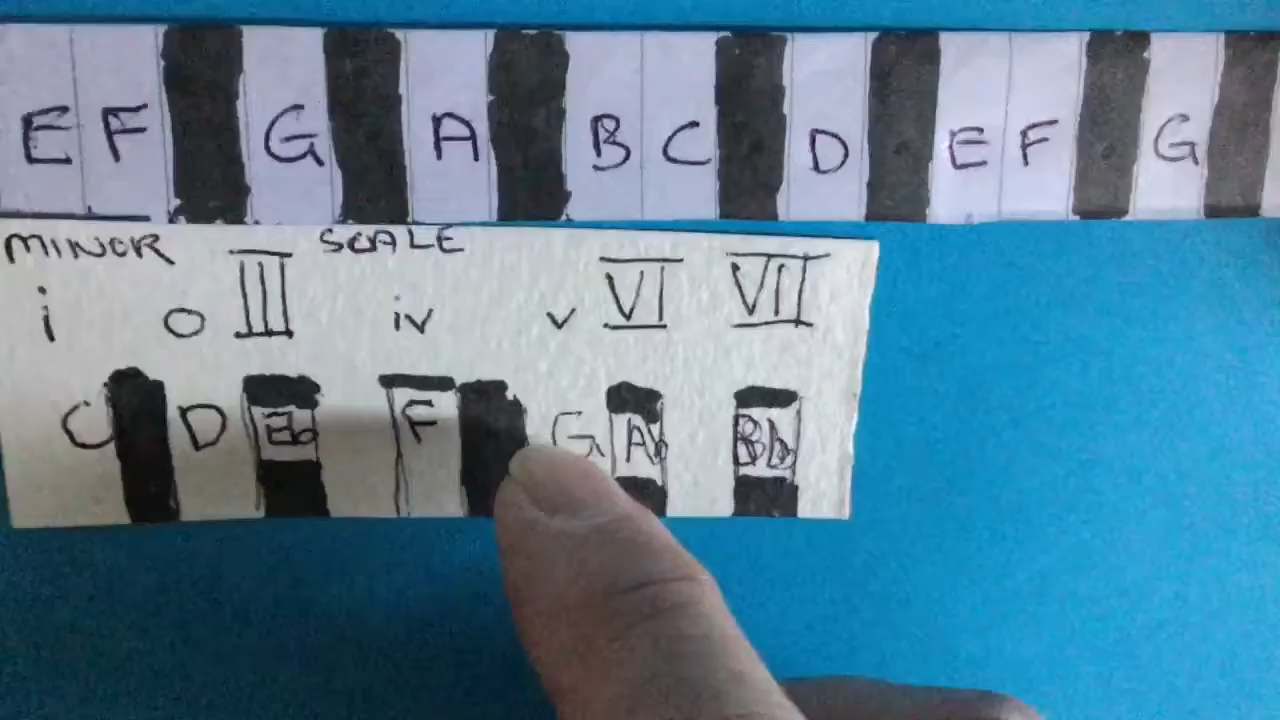 E F G A B C D E F G
MINOR SCALE
i o III iv v VI VII
C D Eb F G Ab Bb